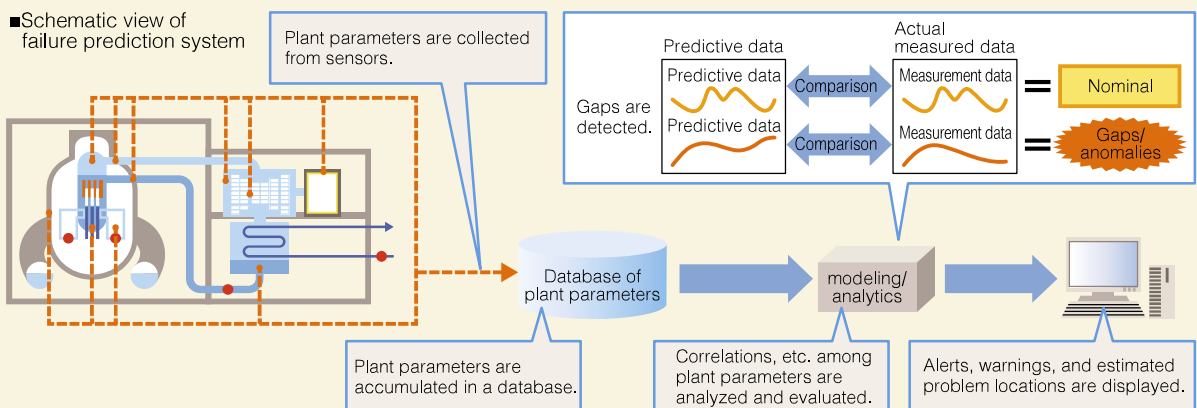 ■Schematic view of
failure prediction system
Plant parameters are collected
from sensors.
Predictive data
Actual
measured data
Gaps are
detected.
Predictive data
Comparison
Measurement data
=
Nominal
Predictive data
Comparison
Measurement data
=
Gaps/
anomalies
Database of
plant parameters
modeling/
analytics
Plant parameters are
accumulated in a database.
Correlations, etc. among
plant parameters are
analyzed and evaluated.
Alerts, warnings, and estimated
problem locations are displayed.